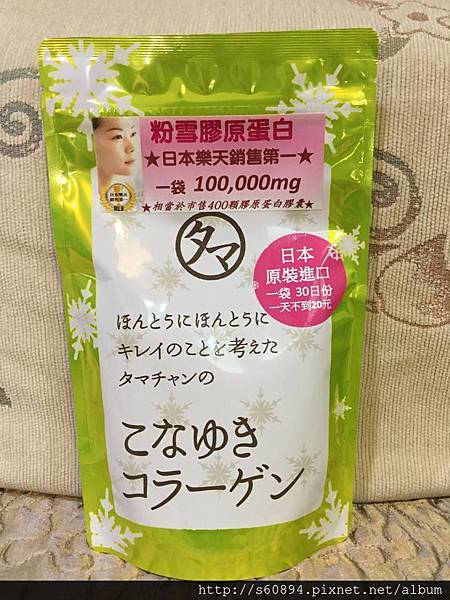 粉雪膠原蛋白
★日本樂天銷售第一★
一袋 100,000mg
★相當於市售400顆膠原蛋白膠囊★
タマ
日本
原裝進口
一袋 30日份
一天不到20元
ほんとうにほんとうに
キレイのことを考えた
タマチャンの
こなゆき
コラーゲン
http://s60894.pixnet.net/album